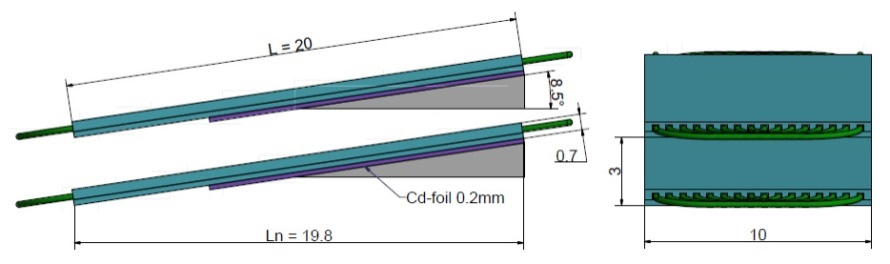 L = 20
8.5°
0.7
Cd-foil 0.2mm
Ln = 19.8
3
10